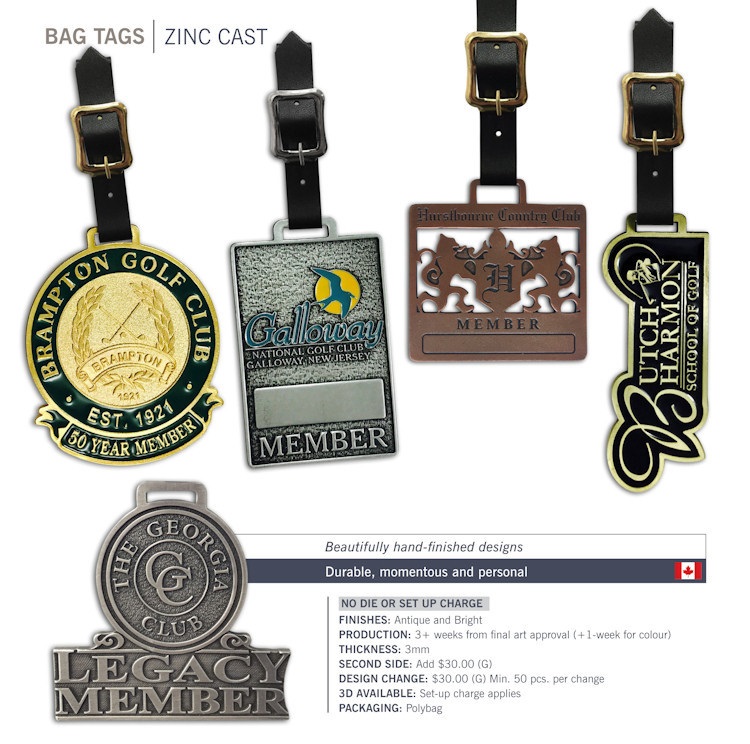 BAG TAGS | ZINC CAST
BRAMPTON GOLF CLUB
BRAMPTON
1921
EST. 1921
50 YEAR MEMBER
Galloway
NATIONAL GOLF CLUB
GALLOWAY, NEW JERSEY
MEMBER
Hurstbourne Country Club
H
MEMBER
BUTCH
HARMON
SCHOOL OF GOLF
THE GEORGIA
CLUB
GC
LEGACY
MEMBER
Beautifully hand-finished designs
Durable, momentous and personal
NO DIE OR SET UP CHARGE
FINISHES: Antique and Bright
PRODUCTION: 3+ weeks from final art approval (+1-week for colour)
THICKNESS: 3mm
SECOND SIDE: Add $30.00 (G)
DESIGN CHANGE: $30.00 (G) Min. 50 pcs. per change
3D AVAILABLE: Set-up charge applies
PACKAGING: Polybag